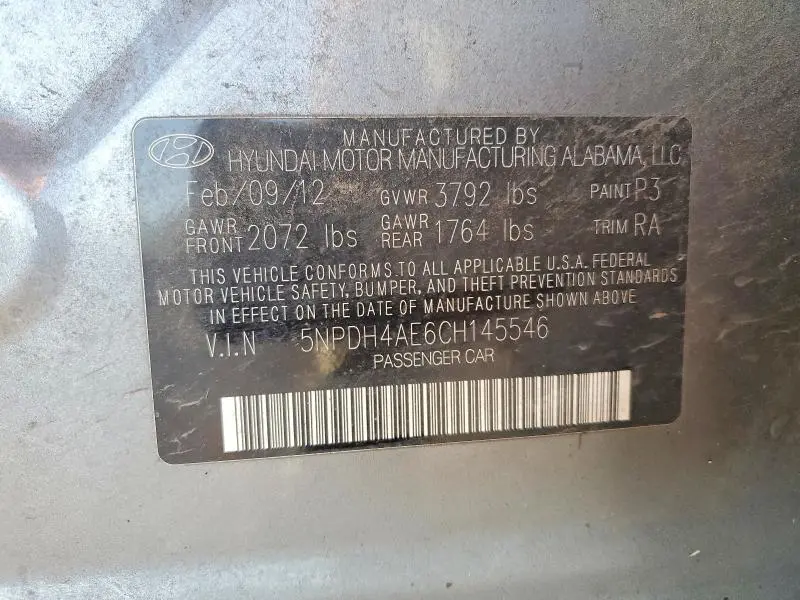 MANUFACTURED BY
HYUNDAI MOTOR MANUFACTURING ALABAMA, LLC
Feb/09/12 GVWR 3792 lbs PAINT P3
GAWR FRONT 2072 lbs GAWR REAR 1764 lbs TRIM RA
THIS VEHICLE CONFORMS TO ALL APPLICABLE U.S.A. FEDERAL
MOTOR VEHICLE SAFETY, BUMPER, AND THEFT PREVENTION STANDARDS
IN EFFECT ON THE DATE OF MANUFACTURE SHOWN ABOVE.
V.I.N 5NPDH4AE6CH145546
PASSENGER CAR